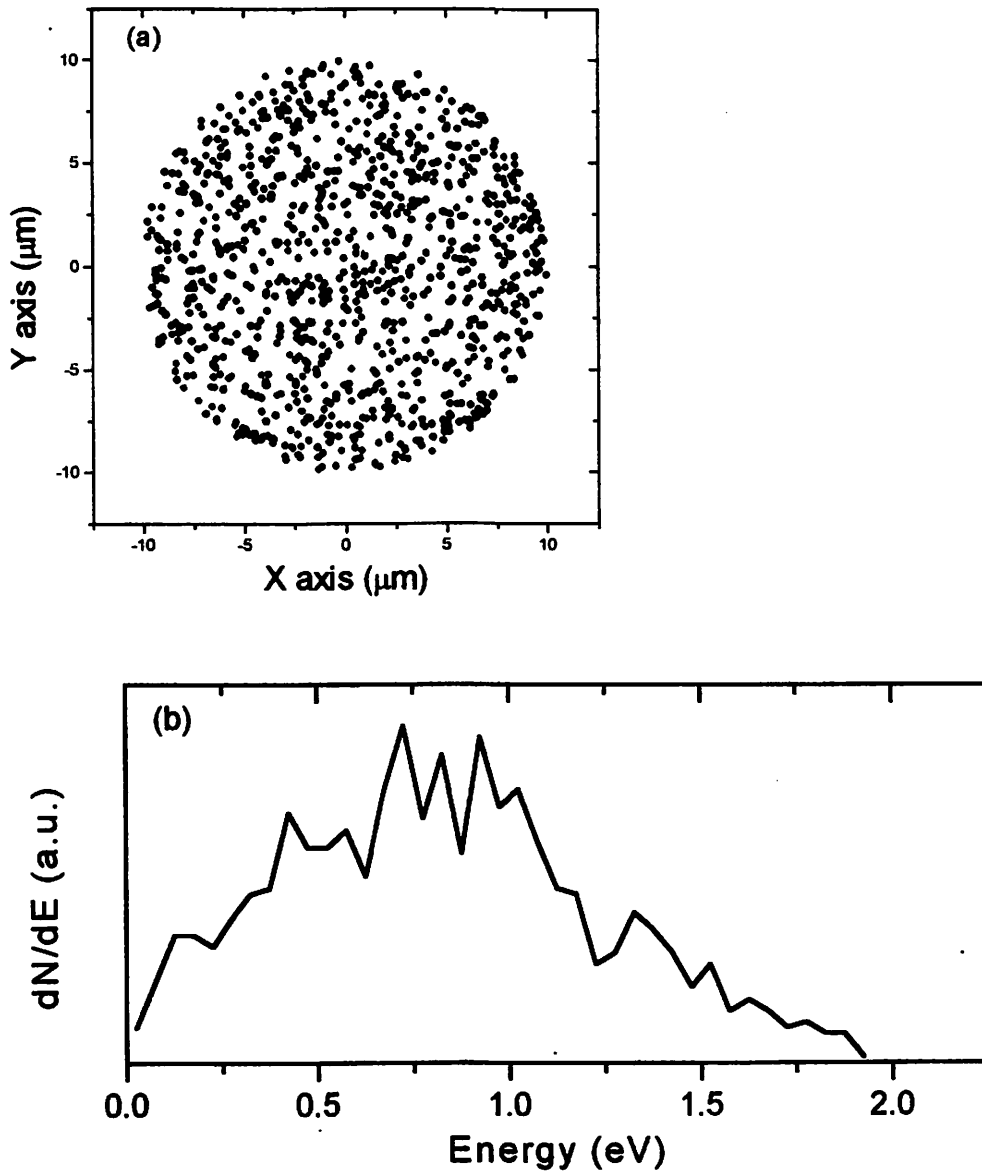 (a)
10
5
0
-5
-10
Y axis (μm)
-10 -5 0 5 10
X axis (μm)
(b)
dN/dE (a.u.)
0.0 0.5 1.0 1.5 2.0
Energy (eV)